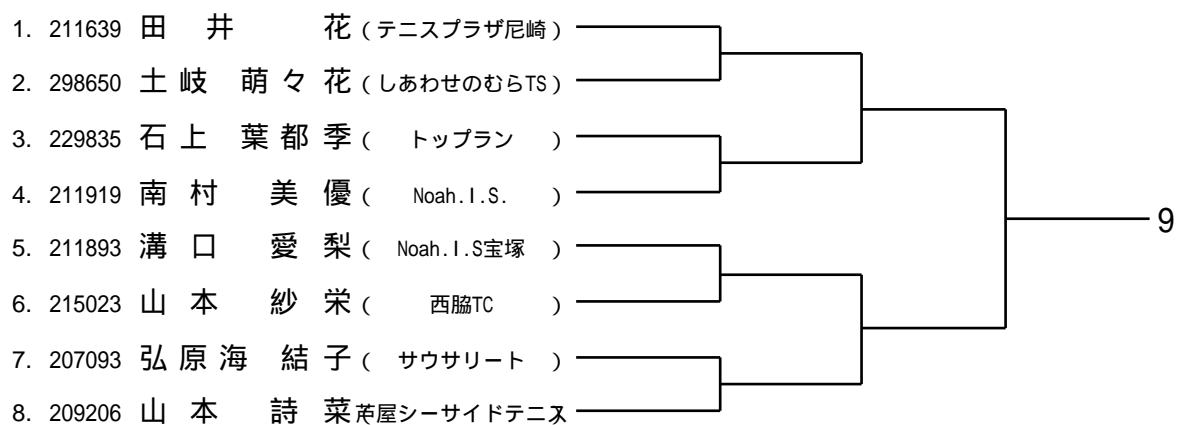 1. 211639 田井 花 (テニスプラザ尼崎)
2. 298650 土岐 萌々花 (しあわせのむらTS)
3. 229835 石上 葉都季 (トップラン)
4. 211919 南村 美優 (Noah.I.S.)
5. 211893 溝口 愛梨 (Noah.I.S宝塚)
6. 215023 山本 紗栄 (西脇TC)
7. 207093 弘原海 結子 (サウサリート)
8. 209206 山本 詩菜 (芦屋シーサイドテニス)
9